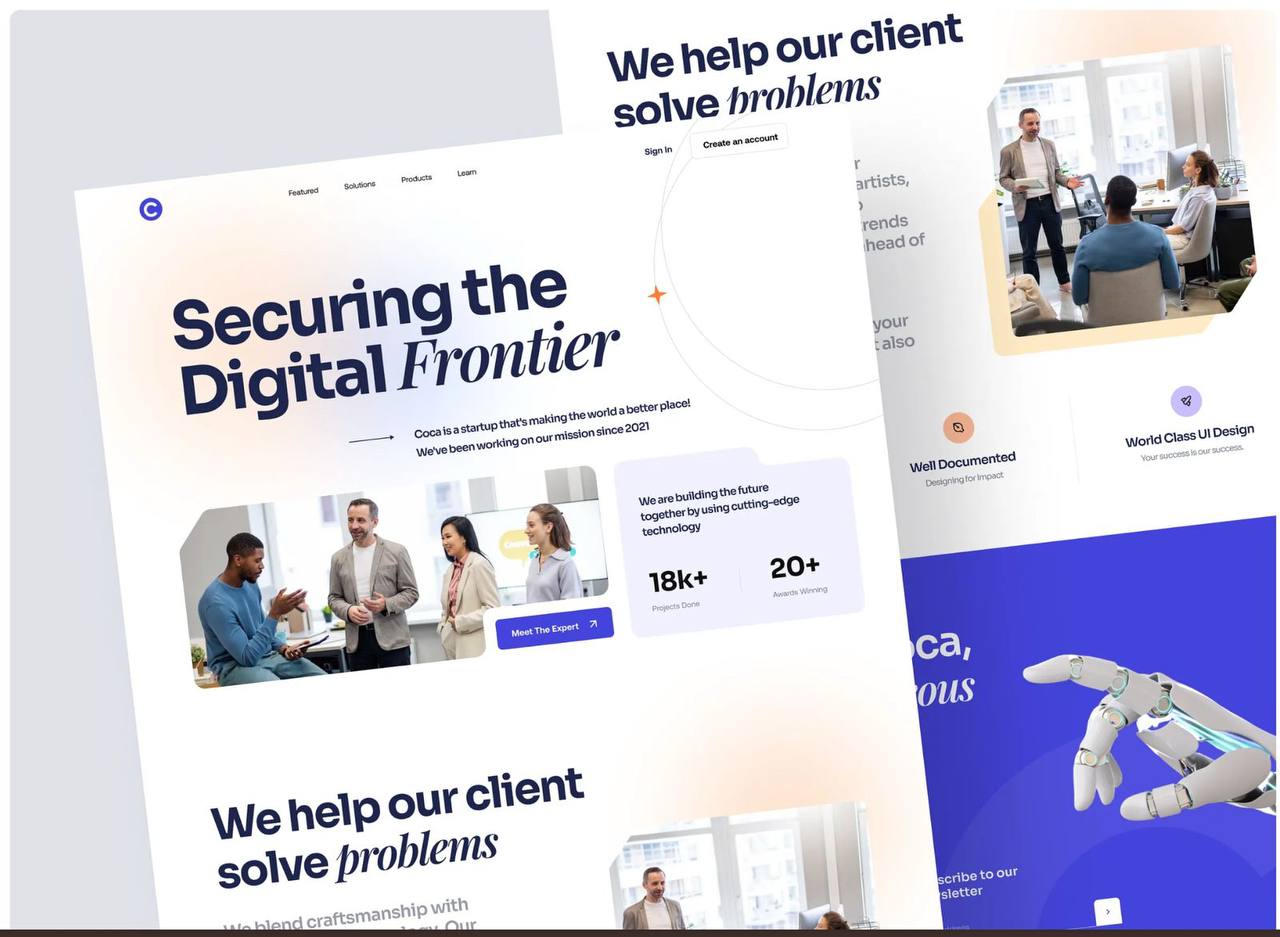 We help our client
solve problems
Sign In
Create an account
C
Featured
Solutions
Products
Learn
Securing the
Digital Frontier
Coca is a startup that's making the world a better place!
We've been working on our mission since 2021
We are building the future
together by using cutting-edge
technology
18k+
Projects Done
20+
Awards Winning
Meet The Expert
We help our client
solve problems
We blend craftsmanship with
Our
artists,
trends
ahead of
your
also
Well Documented
Designing for Impact
World Class UI Design
Your success is our success.
oca,
ous
scribe to our
sletter